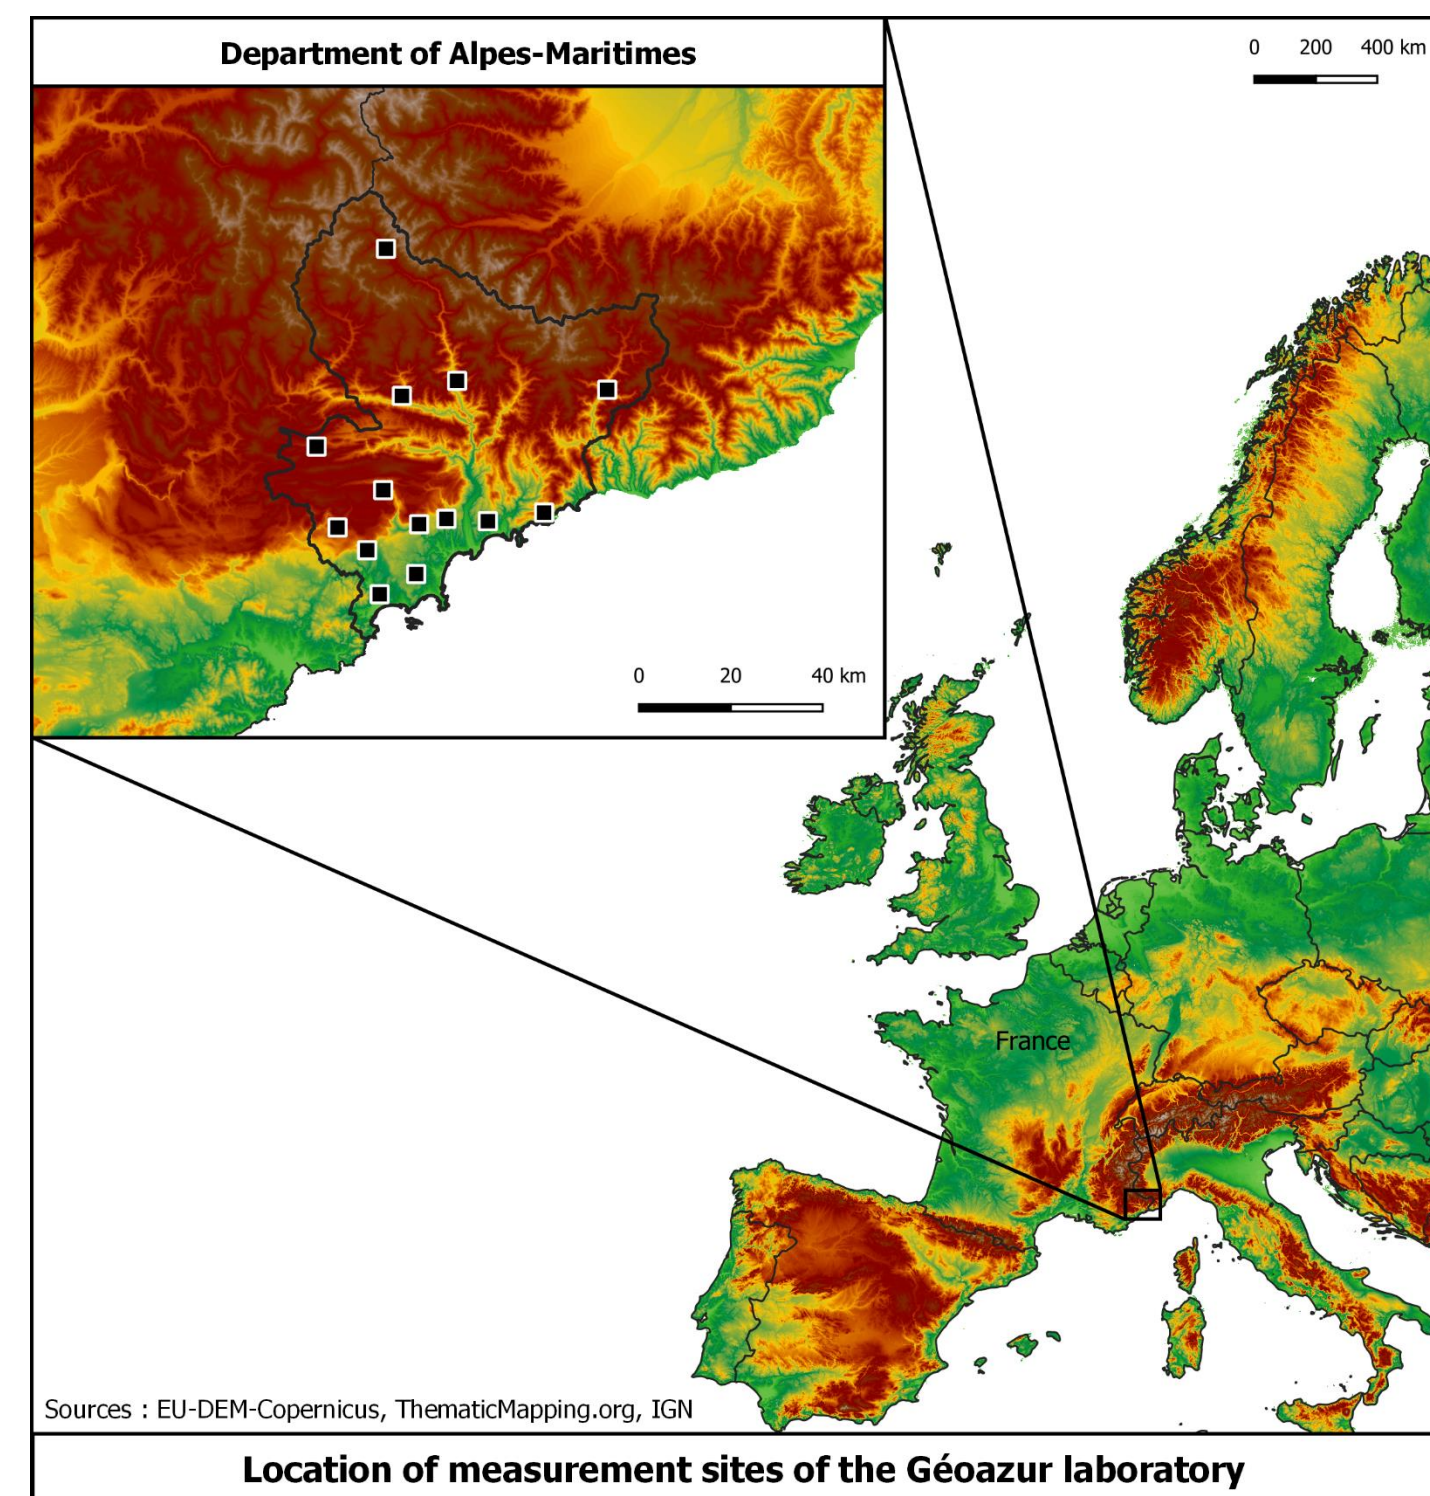 Department of Alpes-Maritimes
0 200 400 km
0 20 40 km
France
Sources : EU-DEM-Copernicus, ThematicMapping.org, IGN
Location of measurement sites of the Géoazur laboratory